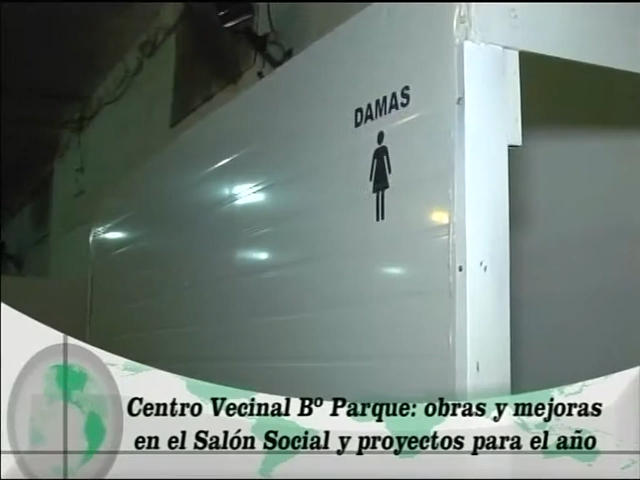 DAMAS
Centro Vecinal Bº Parque: obras y mejoras
en el Salón Social y proyectos para el año